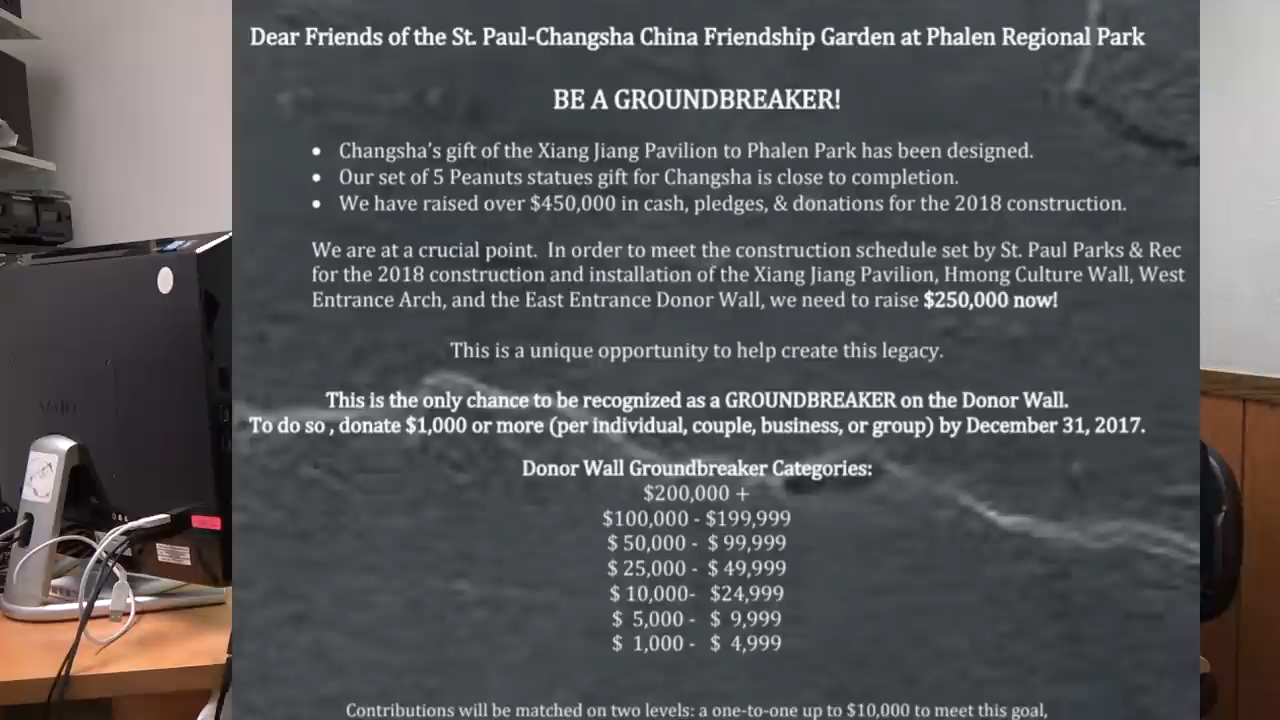 Dear Friends of the St. Paul-Changsha China Friendship Garden at Phalen Regional Park
BE A GROUNDBREAKER!
• Changsha's gift of the Xiang Jiang Pavilion to Phalen Park has been designed.
• Our set of 5 Peanuts statues gift for Changsha is close to completion.
• We have raised over $450,000 in cash, pledges, & donations for the 2018 construction.
We are at a crucial point.  In order to meet the construction schedule set by St. Paul Parks & Rec
for the 2018 construction and installation of the Xiang Jiang Pavilion, Hmong Culture Wall, West
Entrance Arch, and the East Entrance Donor Wall, we need to raise $250,000 now!
This is a unique opportunity to help create this legacy.
This is the only chance to be recognized as a GROUNDBREAKER on the Donor Wall.
To do so , donate $1,000 or more (per individual, couple, business, or group) by December 31, 2017.
Donor Wall Groundbreaker Categories:
$200,000 +
$100,000 - $199,999
$ 50,000 -  $ 99,999
$ 25,000 -  $ 49,999
$ 10,000-   $24,999
$  5,000 -   $  9,999
$  1,000 -   $  4,999
Contributions will be matched on two levels: a one-to-one up to $10,000 to meet this goal,